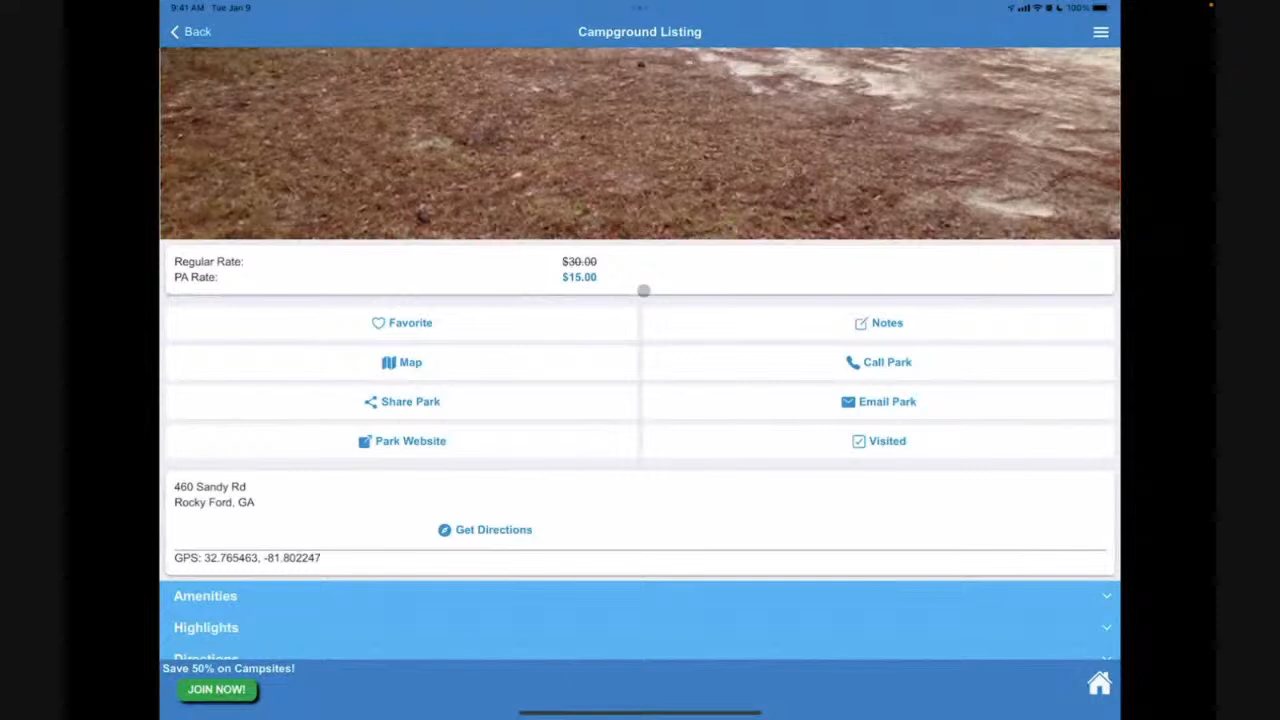 9:41 AM Tue Jan 9
100%
Back
Campground Listing
Regular Rate:
$30.00
PA Rate:
$15.00
Favorite
Notes
Map
Call Park
Share Park
Email Park
Park Website
Visited
460 Sandy Rd
Rocky Ford, GA
Get Directions
GPS: 32.765463, -81.802247
Amenities
Highlights
Directions
Save 50% on Campsites!
JOIN NOW!